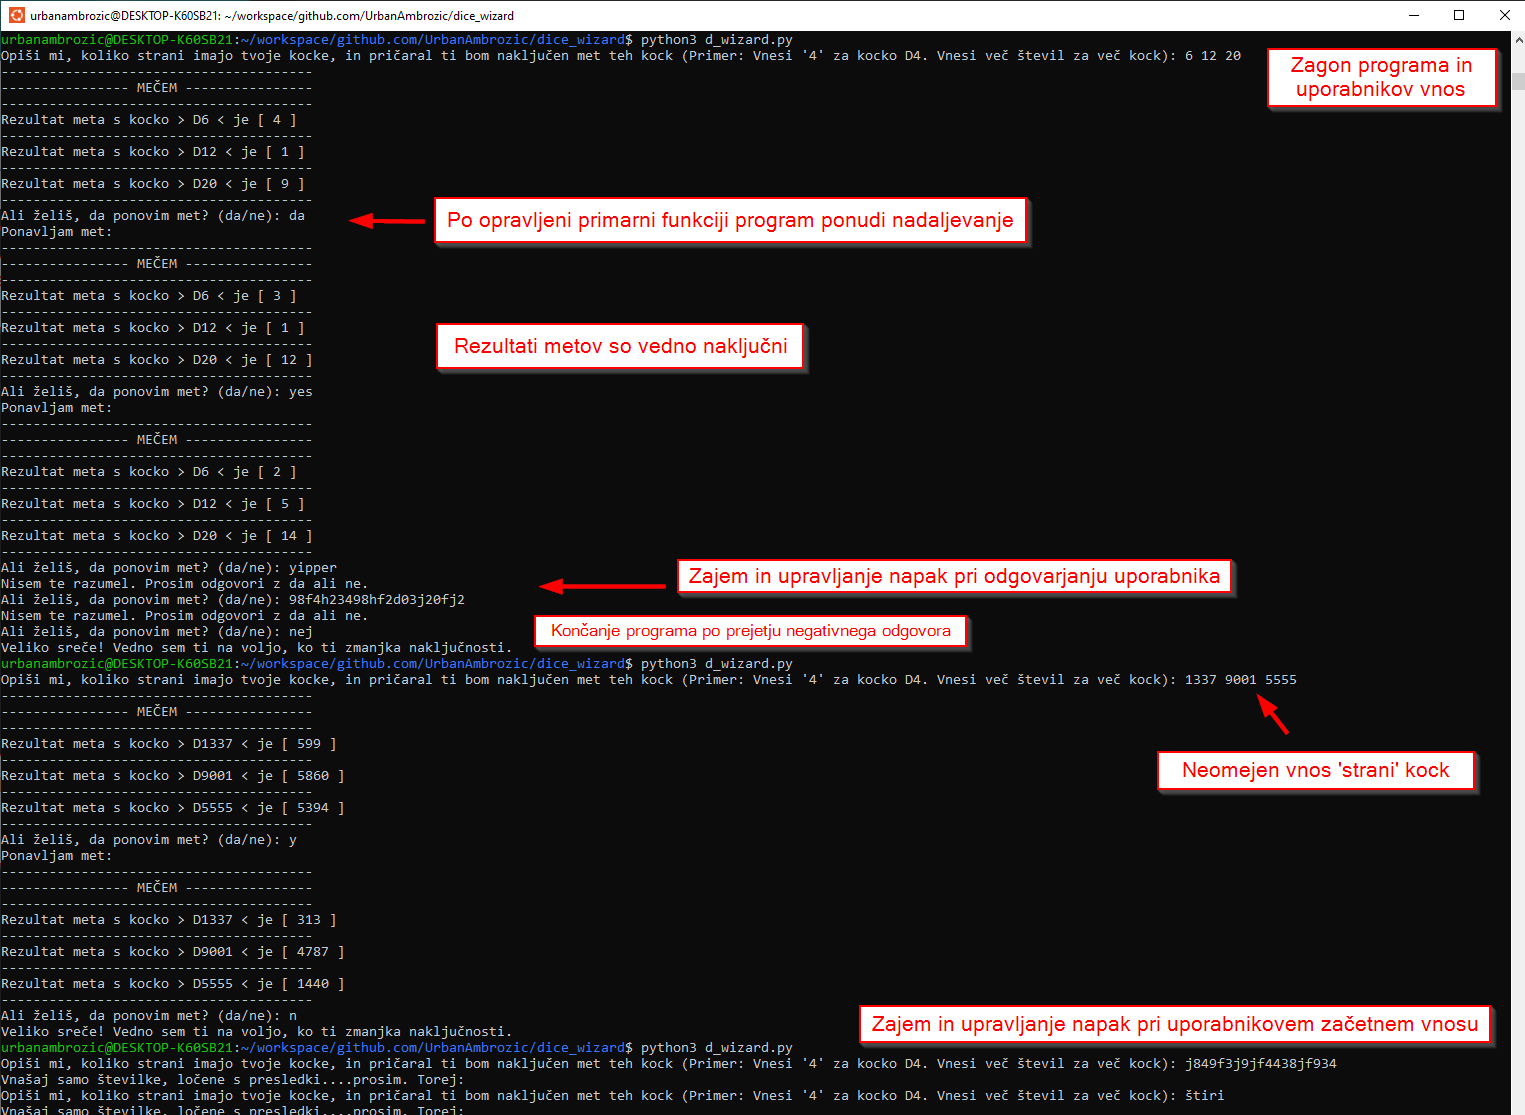 urbanambrozic@DESKTOP-K60SB21: ~/workspace/github.com/UrbanAmbrozic/dice_wizard
urbanambrozic@DESKTOP-K60SB21:~/workspace/github.com/UrbanAmbrozic/dice_wizard$ python3 d_wizard.py
Opiši mi, koliko strani imajo tvoje kocke, in pričaral ti bom naključen met teh kock (Primer: Vnesi '4' za kocko D4. Vnesi več števil za več kock): 6 12 20
Zagon programa in
uporabnikov vnos
---------------------------------------
---------------- MEČEM ----------------
---------------------------------------
Rezultat meta s kocko > D6 < je [ 4 ]
---------------------------------------
Rezultat meta s kocko > D12 < je [ 1 ]
---------------------------------------
Rezultat meta s kocko > D20 < je [ 9 ]
---------------------------------------
Ali želiš, da ponovim met? (da/ne): da
Po opravljeni primarni funkciji program ponudi nadaljevanje
Ponavljam met:
---------------------------------------
---------------- MEČEM ----------------
---------------------------------------
Rezultat meta s kocko > D6 < je [ 3 ]
---------------------------------------
Rezultat meta s kocko > D12 < je [ 1 ]
---------------------------------------
Rezultati metov so vedno naključni
Rezultat meta s kocko > D20 < je [ 12 ]
---------------------------------------
Ali želiš, da ponovim met? (da/ne): yes
Ponavljam met:
---------------------------------------
---------------- MEČEM ----------------
---------------------------------------
Rezultat meta s kocko > D6 < je [ 2 ]
---------------------------------------
Rezultat meta s kocko > D12 < je [ 5 ]
---------------------------------------
Rezultat meta s kocko > D20 < je [ 14 ]
---------------------------------------
Ali želiš, da ponovim met? (da/ne): yipper
Zajem in upravljanje napak pri odgovarjanju uporabnika
Nisem te razumel. Prosim odgovori z da ali ne.
Ali želiš, da ponovim met? (da/ne): 98f4h23498hf2d03j20fj2
Nisem te razumel. Prosim odgovori z da ali ne.
Ali želiš, da ponovim met? (da/ne): nej
Končanje programa po prejetju negativnega odgovora
Veliko sreče! Vedno sem ti na voljo, ko ti zmanjka naključnosti.
urbanambrozic@DESKTOP-K60SB21:~/workspace/github.com/UrbanAmbrozic/dice_wizard$ python3 d_wizard.py
Opiši mi, koliko strani imajo tvoje kocke, in pričaral ti bom naključen met teh kock (Primer: Vnesi '4' za kocko D4. Vnesi več števil za več kock): 1337 9001 5555
---------------------------------------
---------------- MEČEM ----------------
---------------------------------------
Rezultat meta s kocko > D1337 < je [ 599 ]
---------------------------------------
Neomejen vnos 'strani' kock
Rezultat meta s kocko > D9001 < je [ 5860 ]
---------------------------------------
Rezultat meta s kocko > D5555 < je [ 5394 ]
---------------------------------------
Ali želiš, da ponovim met? (da/ne): y
Ponavljam met:
---------------------------------------
---------------- MEČEM ----------------
---------------------------------------
Rezultat meta s kocko > D1337 < je [ 313 ]
---------------------------------------
Rezultat meta s kocko > D9001 < je [ 4787 ]
---------------------------------------
Rezultat meta s kocko > D5555 < je [ 1440 ]
---------------------------------------
Ali želiš, da ponovim met? (da/ne): n
Zajem in upravljanje napak pri uporabnikovem začetnem vnosu
Veliko sreče! Vedno sem ti na voljo, ko ti zmanjka naključnosti.
urbanambrozic@DESKTOP-K60SB21:~/workspace/github.com/UrbanAmbrozic/dice_wizard$ python3 d_wizard.py
Opiši mi, koliko strani imajo tvoje kocke, in pričaral ti bom naključen met teh kock (Primer: Vnesi '4' za kocko D4. Vnesi več števil za več kock): j849f3j9jf4438jf934
Vnašaj samo številke, ločene s presledki....prosim. Torej:
Opiši mi, koliko strani imajo tvoje kocke, in pričaral ti bom naključen met teh kock (Primer: Vnesi '4' za kocko D4. Vnesi več števil za več kock): štiri
Vnašaj samo številke, ločene s presledki....prosim. Torej: